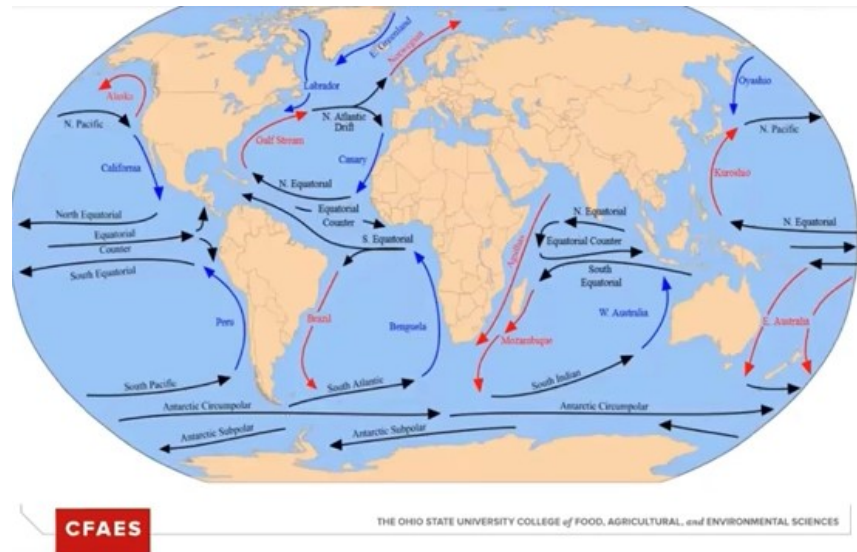 E. Greenland
Norwegian
Labrador
Oyashio
Alaska
N. Pacific
N. Atlantic
Drift
N. Pacific
Gulf Stream
California
Canary
Kuroshio
N. Equatorial
North Equatorial
Equatorial
Counter
N. Equatorial
N. Equatorial
Equatorial
Counter
S. Equatorial
Equatorial Counter
South Equatorial
South
Equatorial
Agulhas
Peru
Brazil
Benguela
W. Australia
E. Australia
Mozambique
South Pacific
South Atlantic
South Indian
Antarctic Circumpolar
Antarctic Circumpolar
Antarctic Subpolar
Antarctic Subpolar
CFAES
THE OHIO STATE UNIVERSITY COLLEGE of FOOD, AGRICULTURAL, and ENVIRONMENTAL SCIENCES